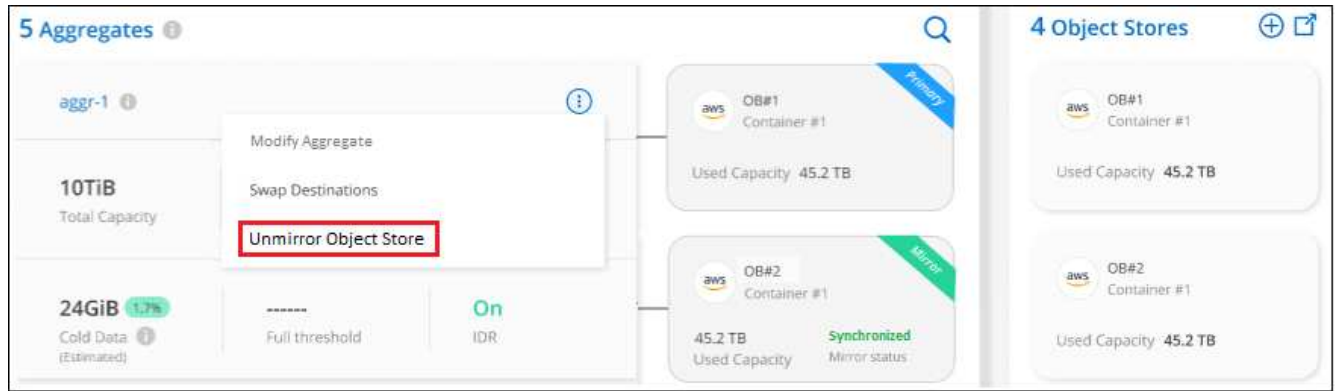 5 Aggregates
4 Object Stores
aggr-1
Modify Aggregate
Swap Destinations
Unmirror Object Store
10TiB
Total Capacity
24GiB 1.7%
Cold Data
(Estimated)
------
Full threshold
On
IDR
Primary
aws
OB#1
Container #1
Used Capacity 45.2 TB
Mirror
aws
OB#2
Container #1
45.2 TB
Used Capacity
Synchronized
Mirror status
aws
OB#1
Container #1
Used Capacity 45.2 TB
aws
OB#2
Container #1
Used Capacity 45.2 TB